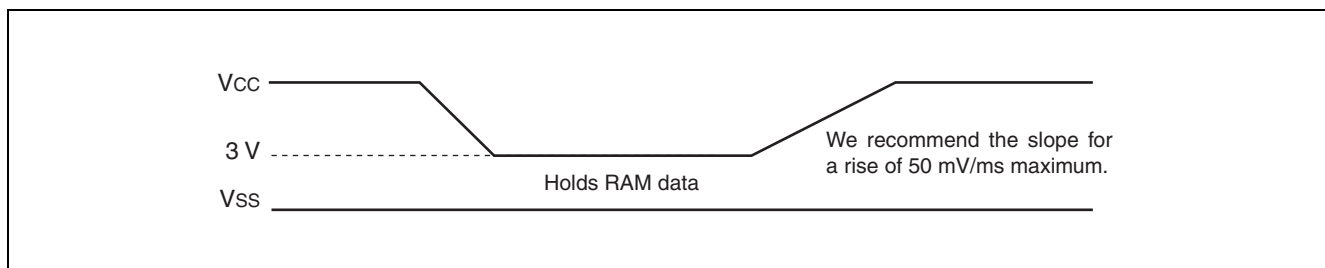 VCC
3 V
We recommend the slope for
a rise of 50 mV/ms maximum.
Holds RAM data
VSS